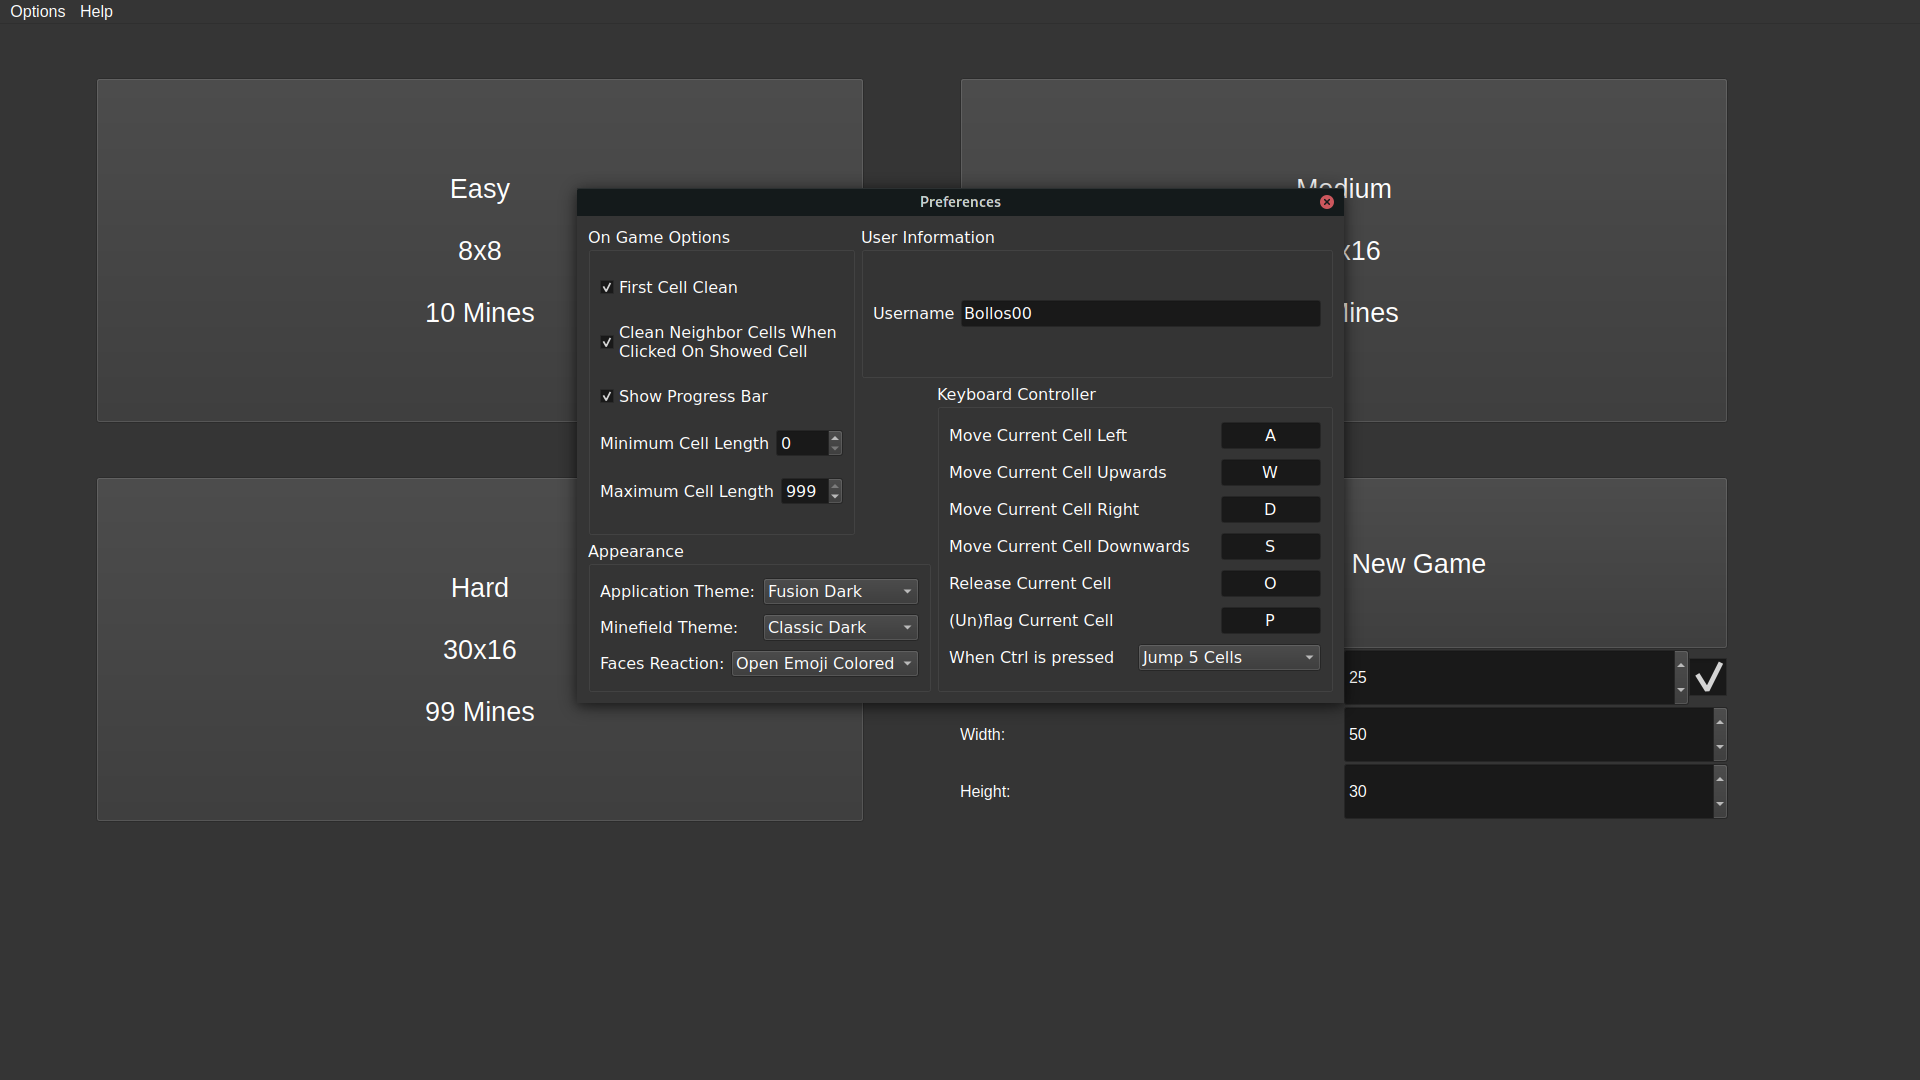 Options Help
Easy
8x8
10 Mines
Hard
30x16
99 Mines
Preferences
On Game Options
First Cell Clean
Clean Neighbor Cells When
Clicked On Showed Cell
Show Progress Bar
Minimum Cell Length 0
Maximum Cell Length 999
Appearance
Application Theme: Fusion Dark
Minefield Theme: Classic Dark
Faces Reaction: Open Emoji Colored
User Information
Username Bollos00
Keyboard Controller
Move Current Cell Left A
Move Current Cell Upwards W
Move Current Cell Right D
Move Current Cell Downwards S
Release Current Cell O
(Un)flag Current Cell P
When Ctrl is pressed Jump 5 Cells
Medium
x16
Mines
New Game
25
Width: 50
Height: 30